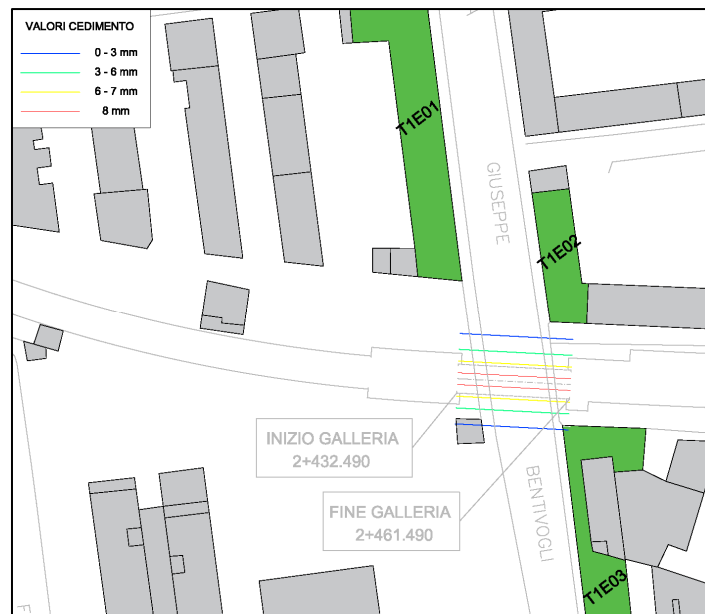 VALORI CEDIMENTO
0 - 3 mm
3 - 6 mm
6 - 7 mm
8 mm
T1E01
GIUSEPPE
T1E02
INIZIO GALLERIA
2+432.490
FINE GALLERIA
2+461.490
BENTIVOGLI
T1E03
F